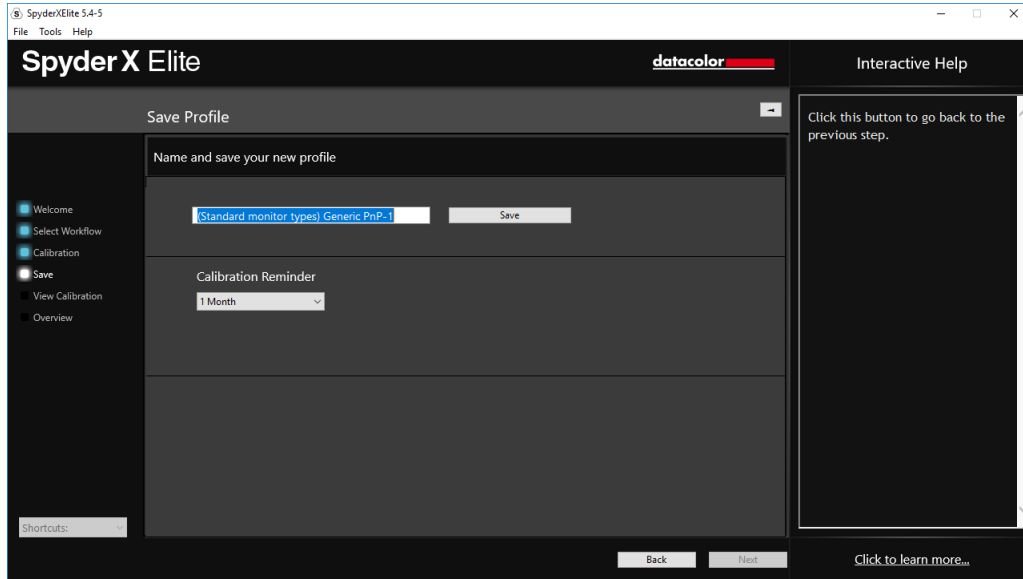 SpyderXElite 5.4-5
File Tools Help
Spyder X Elite
datacolor
Interactive Help
Save Profile
Click this button to go back to the
previous step.
Name and save your new profile
(Standard monitor types) Generic PnP-1
Save
Welcome
Select Workflow
Calibration
Save
View Calibration
Overview
Calibration Reminder
1 Month
Shortcuts:
Back
Next
Click to learn more...